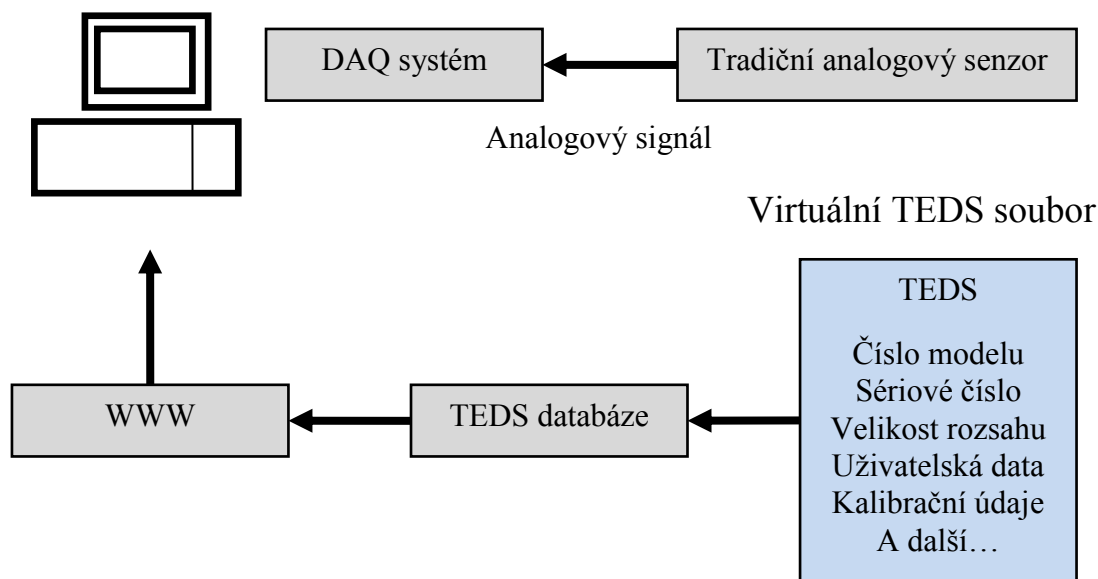 DAQ systém
Tradiční analogový senzor
Analogový signál
Virtuální TEDS soubor
TEDS
Číslo modelu
Sériové číslo
Velikost rozsahu
Uživatelská data
Kalibrační údaje
A další…
WWW
TEDS databáze